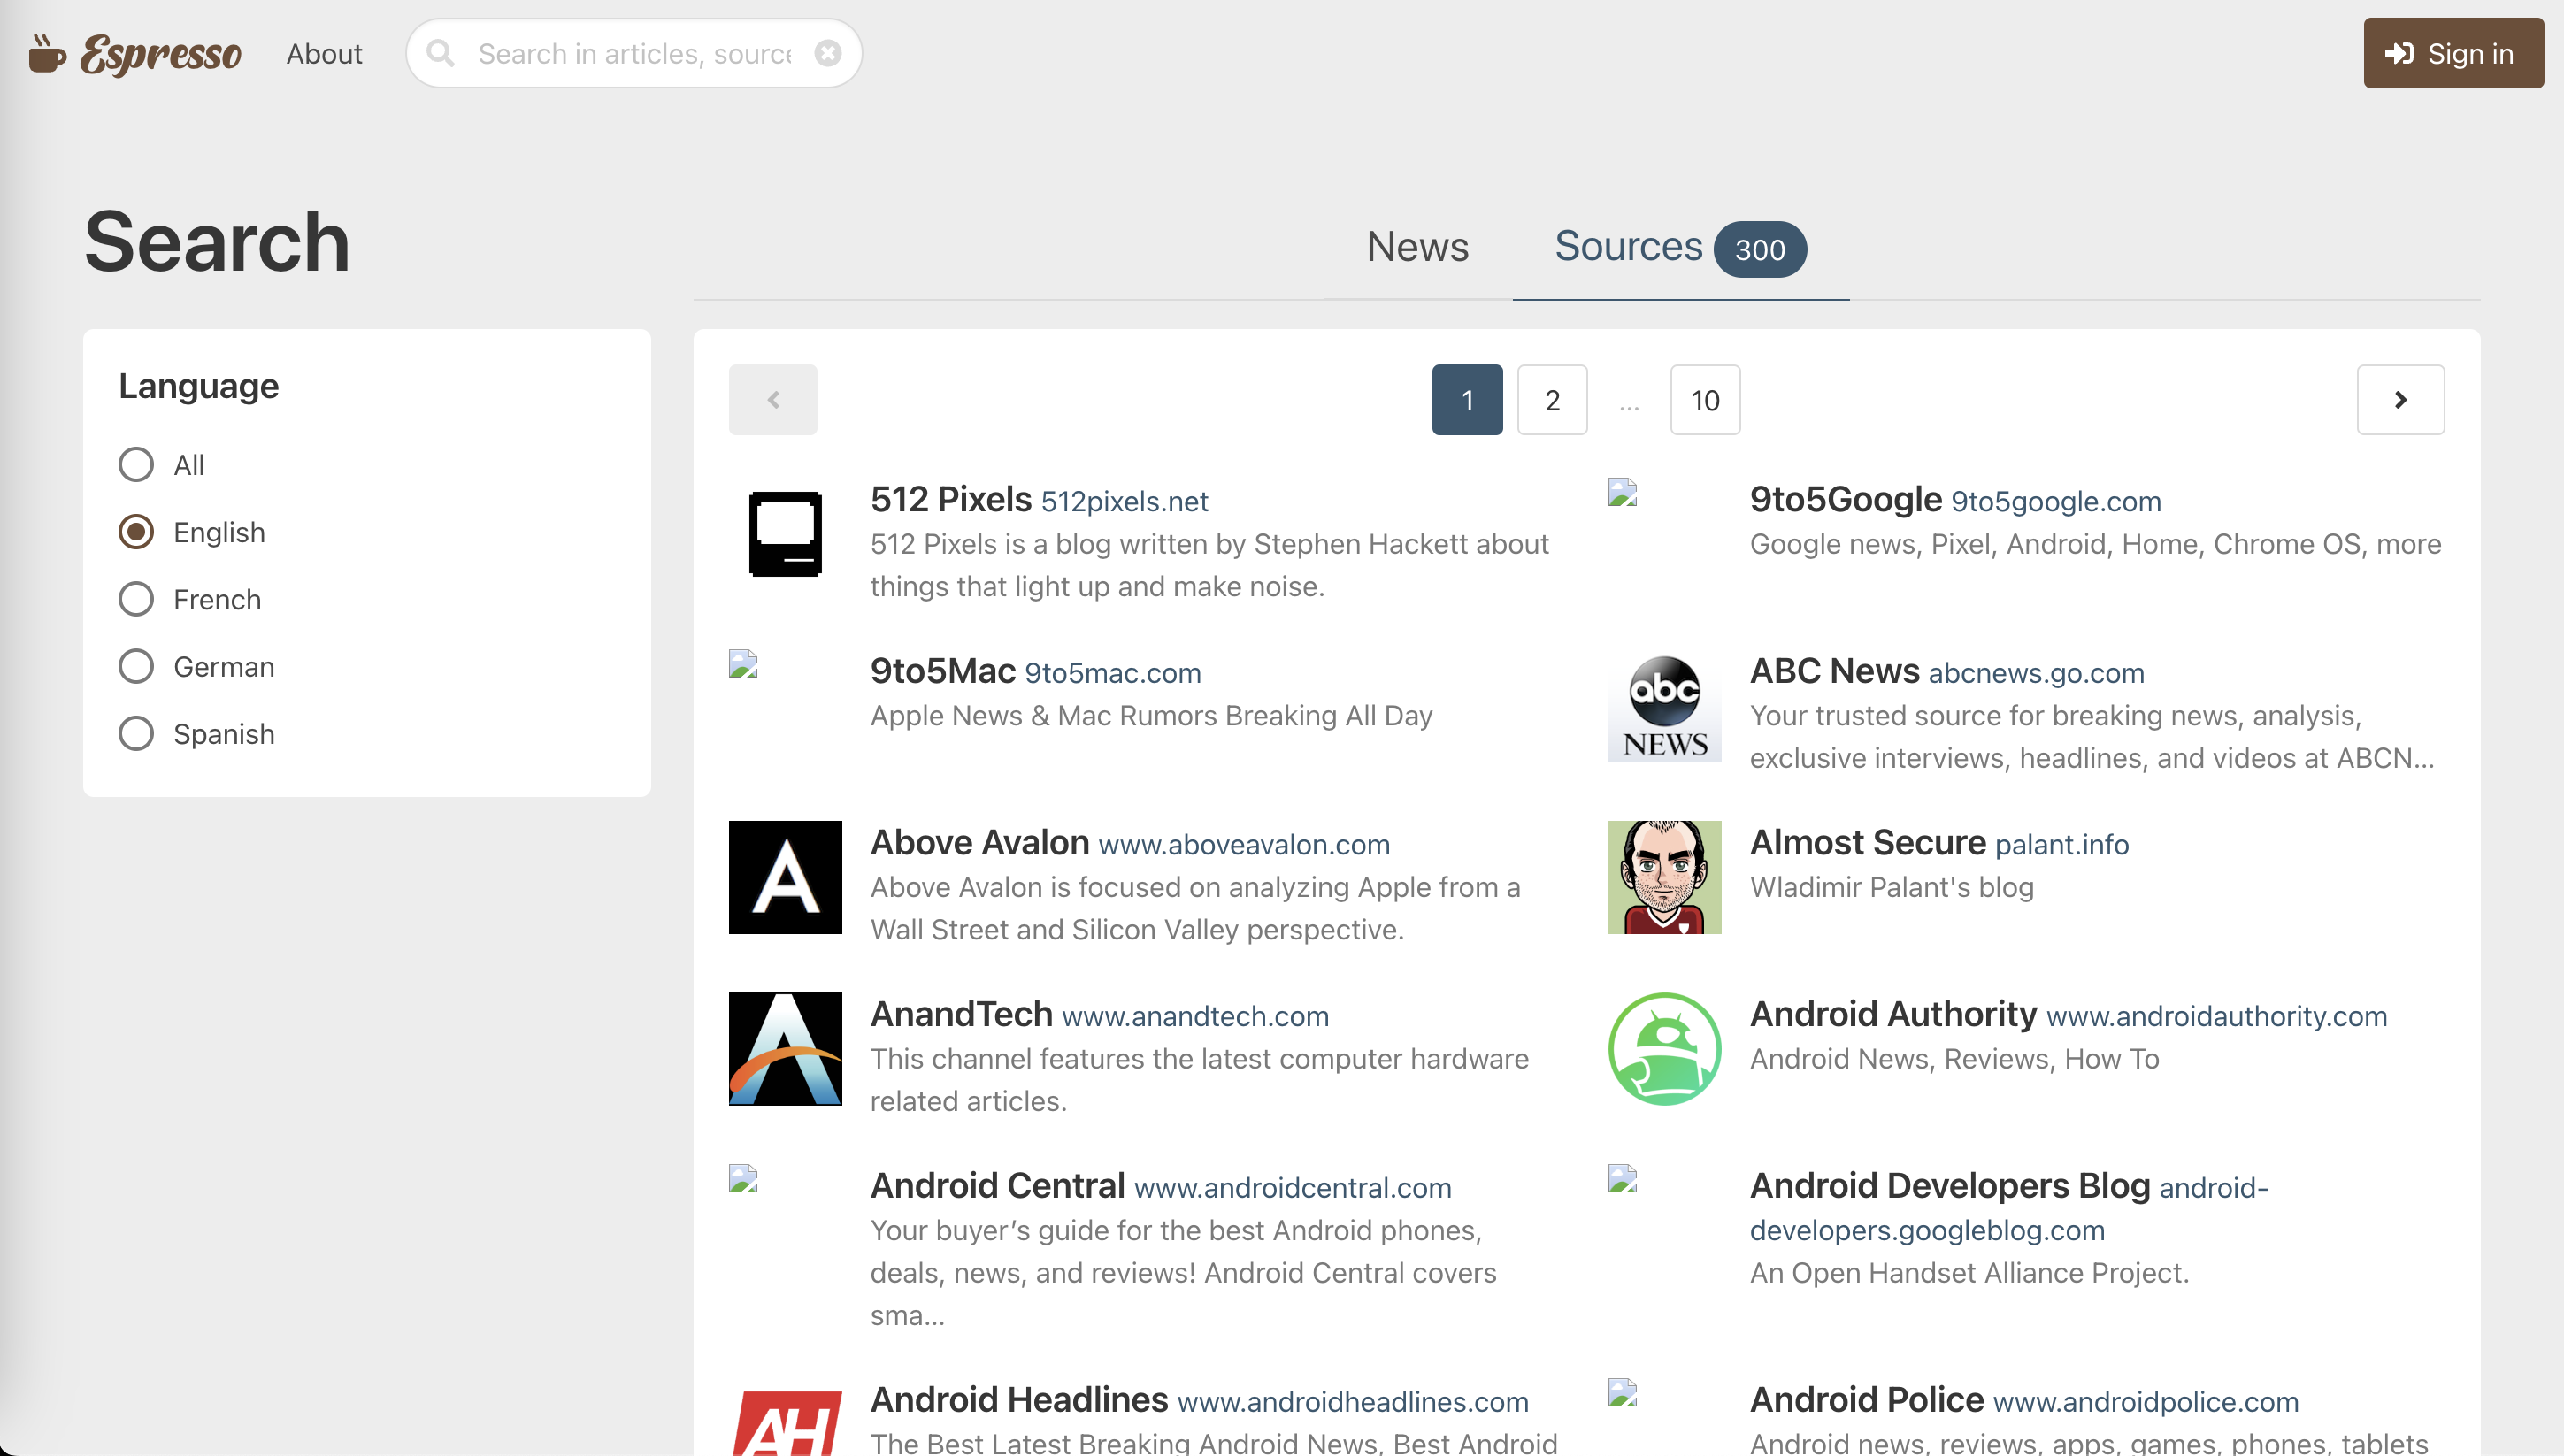 Espresso
About
Search in articles, source
Sign in
Search
News
Sources 300
Language
All
English
French
German
Spanish
1
2
...
10
512 Pixels 512pixels.net
512 Pixels is a blog written by Stephen Hackett about
things that light up and make noise.
9to5Google 9to5google.com
Google news, Pixel, Android, Home, Chrome OS, more
9to5Mac 9to5mac.com
Apple News & Mac Rumors Breaking All Day
abc
NEWS
ABC News abcnews.go.com
Your trusted source for breaking news, analysis,
exclusive interviews, headlines, and videos at ABCN...
A
Above Avalon www.aboveavalon.com
Above Avalon is focused on analyzing Apple from a
Wall Street and Silicon Valley perspective.
Almost Secure palant.info
Wladimir Palant's blog
AnandTech www.anandtech.com
This channel features the latest computer hardware
related articles.
Android Authority www.androidauthority.com
Android News, Reviews, How To
Android Central www.androidcentral.com
Your buyer’s guide for the best Android phones,
deals, news, and reviews! Android Central covers
sma...
Android Developers Blog android-
developers.googleblog.com
An Open Handset Alliance Project.
AH
Android Headlines www.androidheadlines.com
The Best Latest Breaking Android News, Best Android
Android Police www.androidpolice.com
Android news, reviews, apps, games, phones, tablets